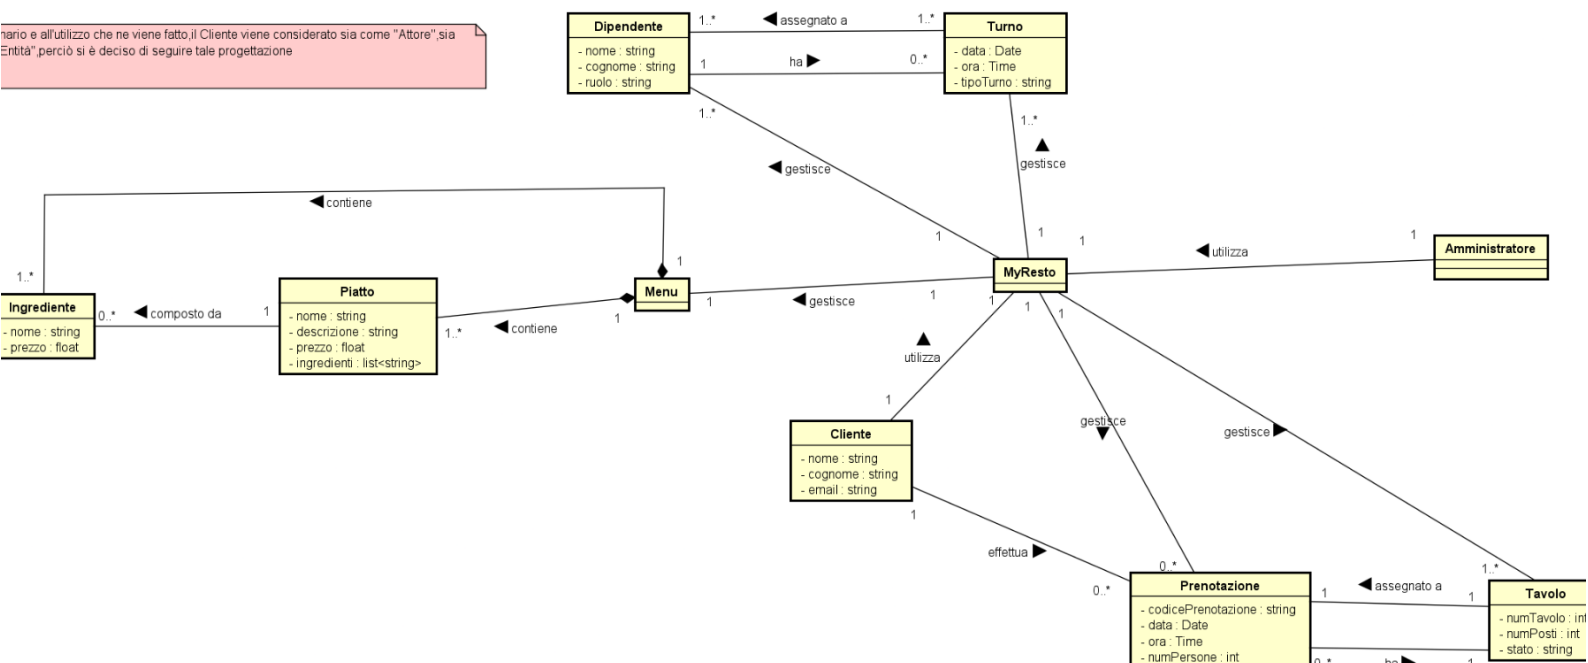 nario e all'utilizzo che ne viene fatto,il Cliente viene considerato sia come "Attore",sia
Entità",perciò si è deciso di seguire tale progettazione
Dipendente
- nome : string
- cognome : string
- ruolo : string
1..*
assegnato a
1..*
1
ha
0..*
Turno
- data : Date
- ora : Time
- tipoTurno : string
1..*
gestisce
1
1..*
gestisce
1
contiene
1..*
1
Ingrediente
- nome : string
- prezzo : float
0..*
composto da
1
Piatto
- nome : string
- descrizione : string
- prezzo : float
- ingredienti : list<string>
1..*
contiene
1
Menu
1
gestisce
1
MyResto
1
utilizza
1
Amministratore
1
utilizza
1
Cliente
- nome : string
- cognome : string
- email : string
1
effettua
0..*
1
gestisce
0..*
1
gestisce
1..*
Prenotazione
- codicePrenotazione : string
- data : Date
- ora : Time
- numPersone : int
1
assegnato a
1
0..*
ha
1
Tavolo
- numTavolo : int
- numPosti : int
- stato : string